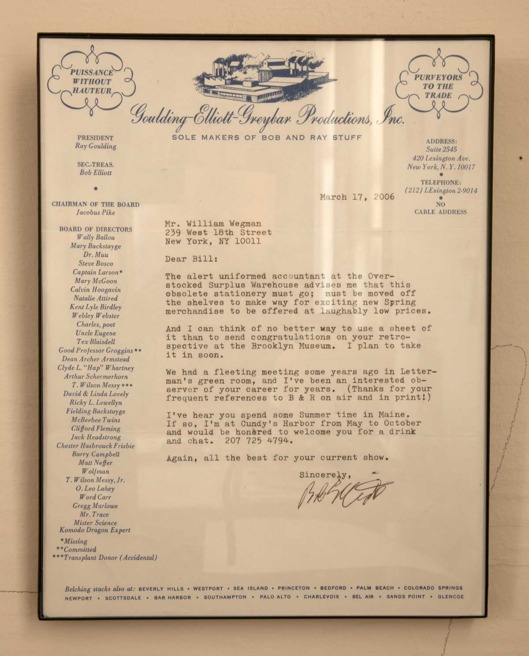 PUISSANCE
WITHOUT
HAUTEUR
PURVEYORS
TO THE
TRADE
Goulding-Elliott-Greybar Productions, Inc.
SOLE MAKERS OF BOB AND RAY STUFF
PRESIDENT
Ray Goulding
SEC.-TREAS.
Bob Elliott
CHAIRMAN OF THE BOARD
Jacobus Pike
BOARD OF DIRECTORS
Wally Ballou
Mary Backstayge
Dr. Muu
Steve Bosco
Captain Larson*
Mary McGoon
Calvin Hoogavin
Natalie Attired
Kent Lyle Birdley
Webley Webster
Charles, poet
Uncle Eugene
Tex Blaisdell
Good Professor Groggins**
Dean Archer Armstead
Clyde L. "Hap" Whartney
Arthur Schermerhorn
T. Wilson Messy***
David & Linda Lovely
Ricky L. Lowellyn
Fielding Backstayge
McBeebee Twins
Clifford Fleming
Jack Headstrong
Chester Hasbrouck Frisbie
Barry Campbell
Matt Neffer
Wolfman
T. Wilson Messy, Jr.
O. Leo Lahey
Word Carr
Gregg Marlowe
Mr. Trace
Mister Science
Komodo Dragon Expert
*Missing
**Committed
***Transplant Donor (Accidental)
ADDRESS:
Suite 2545
420 Lexington Ave.
New York, N. Y. 10017
TELEPHONE:
(212) LExington 2-9014
NO
CABLE ADDRESS
March 17, 2006
Mr. William Wegman
239 West 18th Street
New York, NY 10011
Dear Bill:
The alert uniformed accountant at the Over-
stocked Surplus Warehouse advises me that this
obsolete stationery must go; must be moved off
the shelves to make way for exciting new Spring
merchandise to be offered at laughably low prices.
And I can think of no better way to use a sheet of
it than to send congratulations on your retro-
spective at the Brooklyn Museum. I plan to take
it in soon.
We had a fleeting meeting some years ago in Letter-
man's green room, and I've been an interested ob-
server of your career for years. (Thanks for your
frequent references to B & R on air and in print!)
I've hear you spend some Summer time in Maine.
If so, I'm at Cundy's Harbor from May to October
and would be honored to welcome you for a drink
and chat. 207 725 4794.
Again, all the best for your current show.
Sincerely,
Bob Elliott
Belching stacks also at: BEVERLY HILLS • WESTPORT • SEA ISLAND • PRINCETON • BEDFORD • PALM BEACH • COLORADO SPRINGS
NEWPORT • SCOTTSDALE • BAR HARBOR • SOUTHAMPTON • PALO ALTO • CHARLEVOIX • BEL AIR • SANDS POINT • GLENCOE